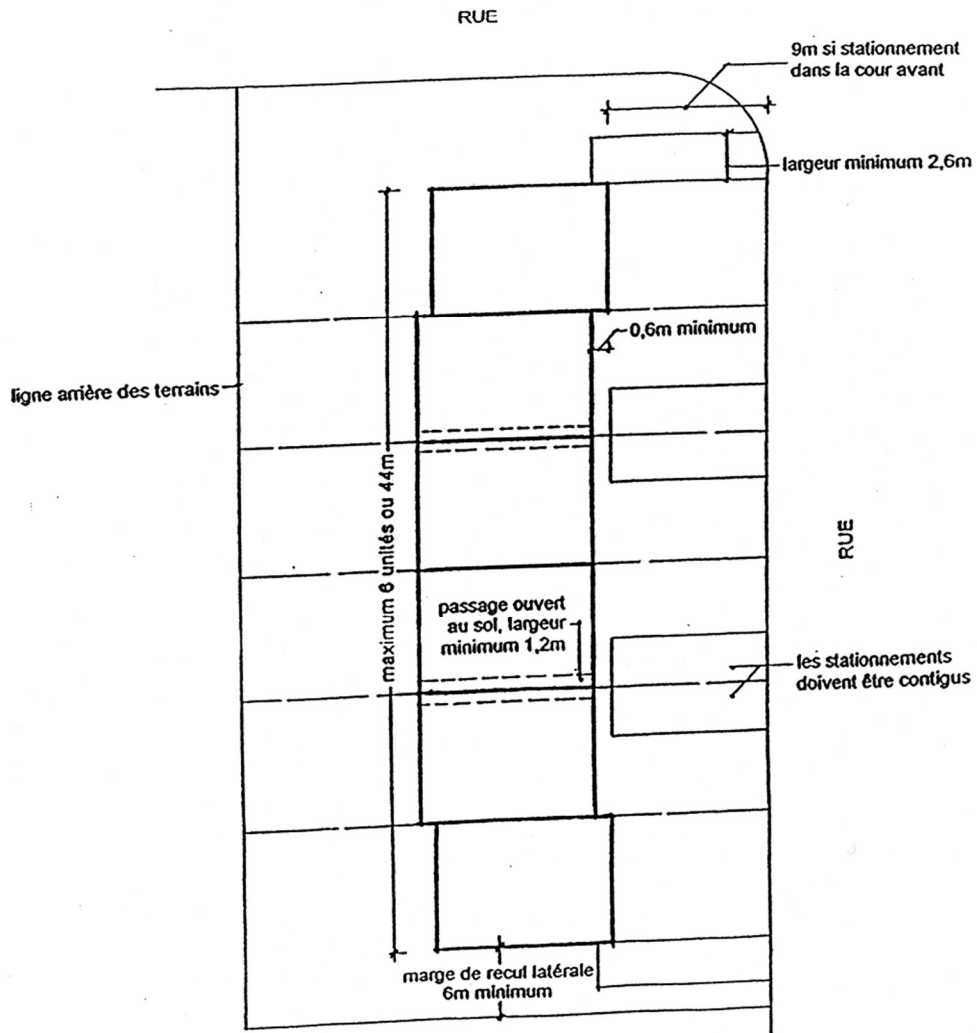 RUE
9m si stationnement
dans la cour avant
largeur minimum 2,6m
0,6m minimum
ligne arrière des terrains
maximum 6 unités ou 44m
RUE
passage ouvert
au sol, largeur
minimum 1,2m
les stationnements
doivent être contigus
marge de recul latérale
6m minimum